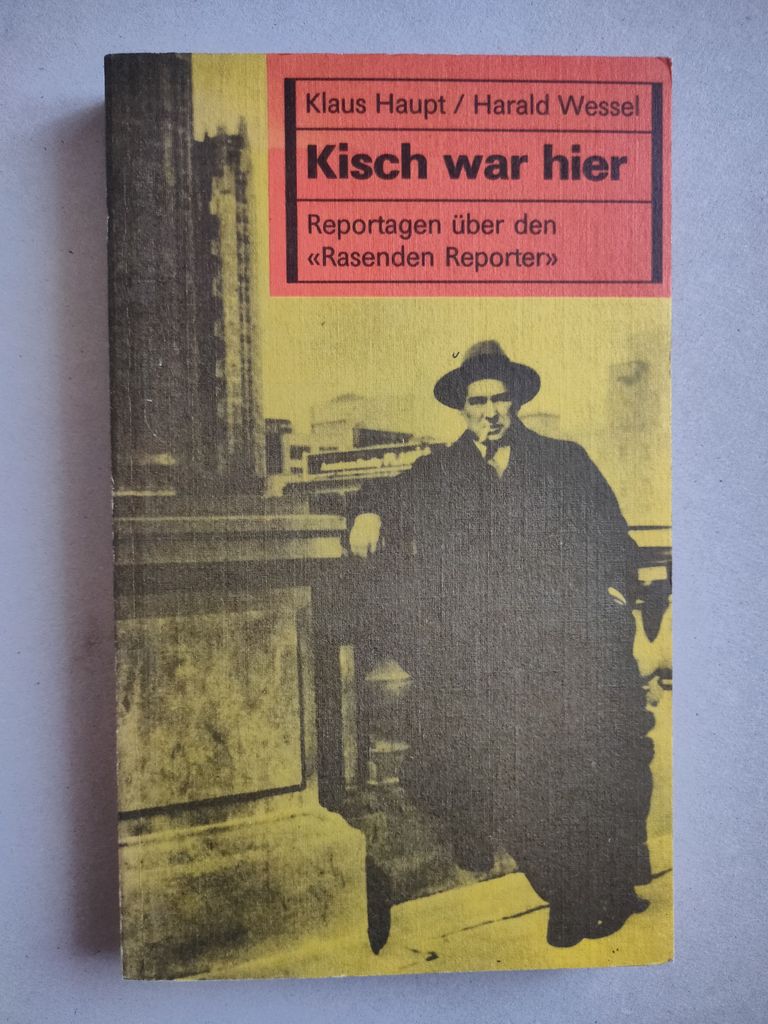 Klaus Haupt / Harald Wessel
Kisch war hier
Reportagen über den
«Rasenden Reporter»